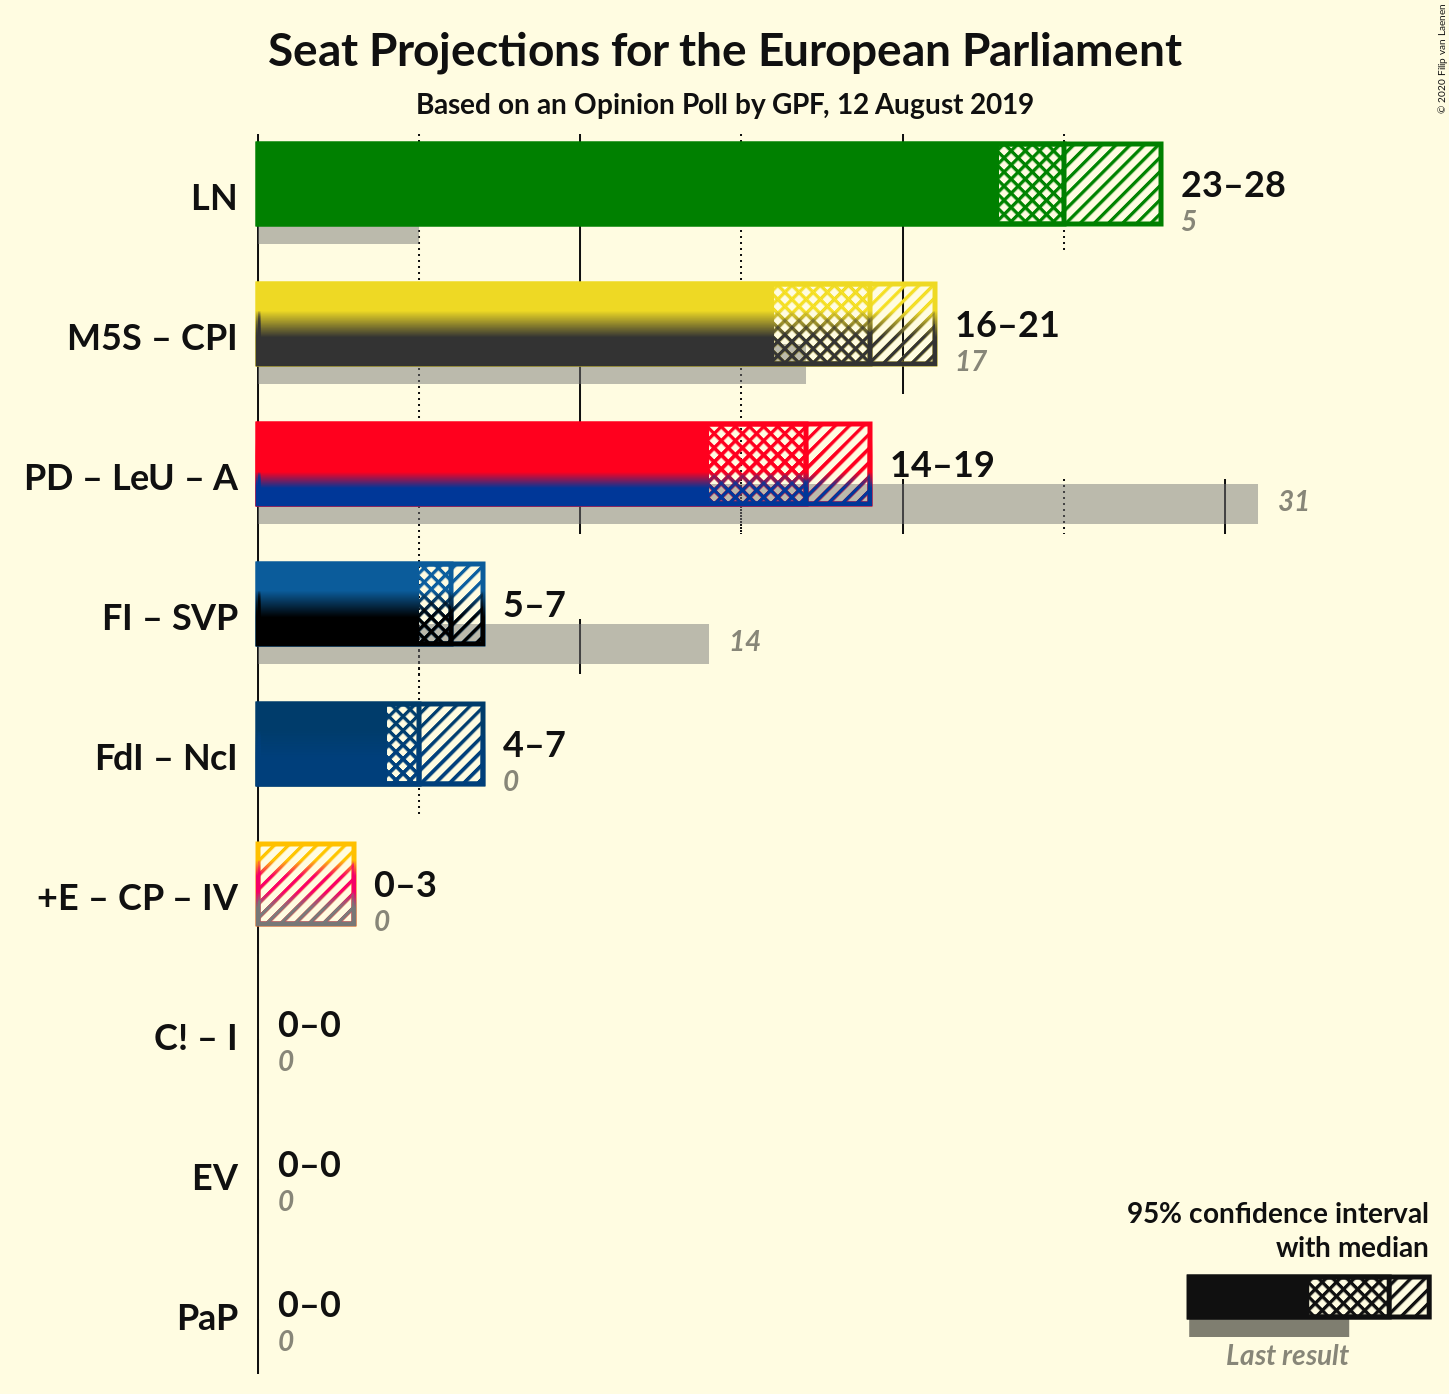 Seat Projections for the European Parliament
Based on an Opinion Poll by GPF, 12 August 2019
© 2020 Filip van Laenen
LN
23–28
5
M5S – CPI
16–21
17
PD – LeU – A
14–19
31
FI – SVP
5–7
14
FdI – NcI
4–7
0
+E – CP – IV
0–3
0
C! – I
0–0
0
EV
0–0
0
PaP
0–0
0
95% confidence interval
with median
Last result